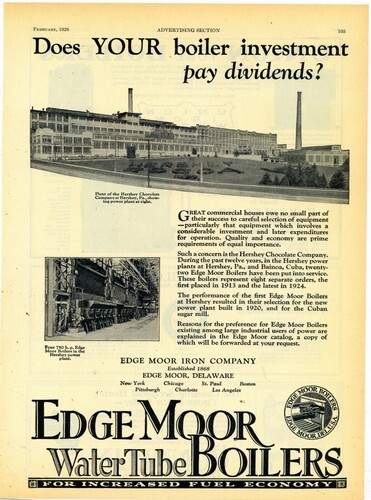 FEBRUARY, 1926 ADVERTISING SECTION 103
Does YOUR boiler investment
pay dividends?
Plant of the Hershey Chocolate
Company at Hershey, Pa., show-
ing power plant at right.
GREAT commercial houses owe no small part of
their success to careful selection of equipment
—particularly that equipment which involves a
considerable investment and later expenditures
for operation. Quality and economy are prime
requirements of equal importance.
Such a concern is the Hershey Chocolate Company.
During the past twelve years, in the Hershey power
plants at Hershey, Pa., and Bainoa, Cuba, twenty-
two Edge Moor Boilers have been put into service.
These boilers represent eight separate orders, the
first placed in 1913 and the latest in 1924.
The performance of the first Edge Moor Boilers
at Hershey resulted in their selection for the new
power plant built in 1920, and for the Cuban
sugar mill.
Reasons for the preference for Edge Moor Boilers
existing among large industrial users of power are
explained in the Edge Moor catalog, a copy of
which will be forwarded at your request.
Four 750 h. p. Edge
Moor Boilers in the
Hershey power
plant.
EDGE MOOR IRON COMPANY
Established 1868
EDGE MOOR, DELAWARE
New York Chicago St. Paul Boston
Pittsburgh Charlotte Los Angeles
EDGE MOOR
Water Tube BOILERS
EDGE MOOR BOILERS
EDGE MOOR, DEL., U.S.A.
FOR INCREASED FUEL ECONOMY